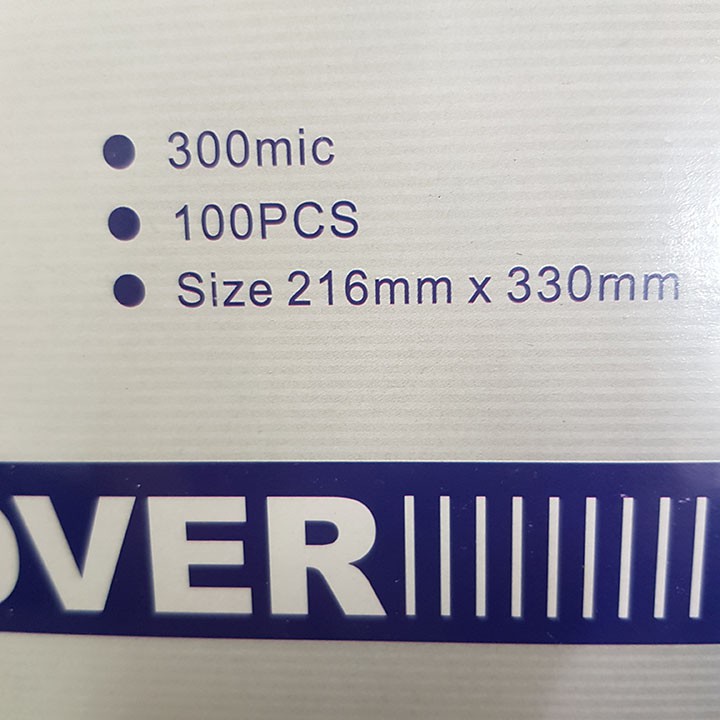 ● 300mic
● 100PCS
● Size 216mm x 330mm
OVER